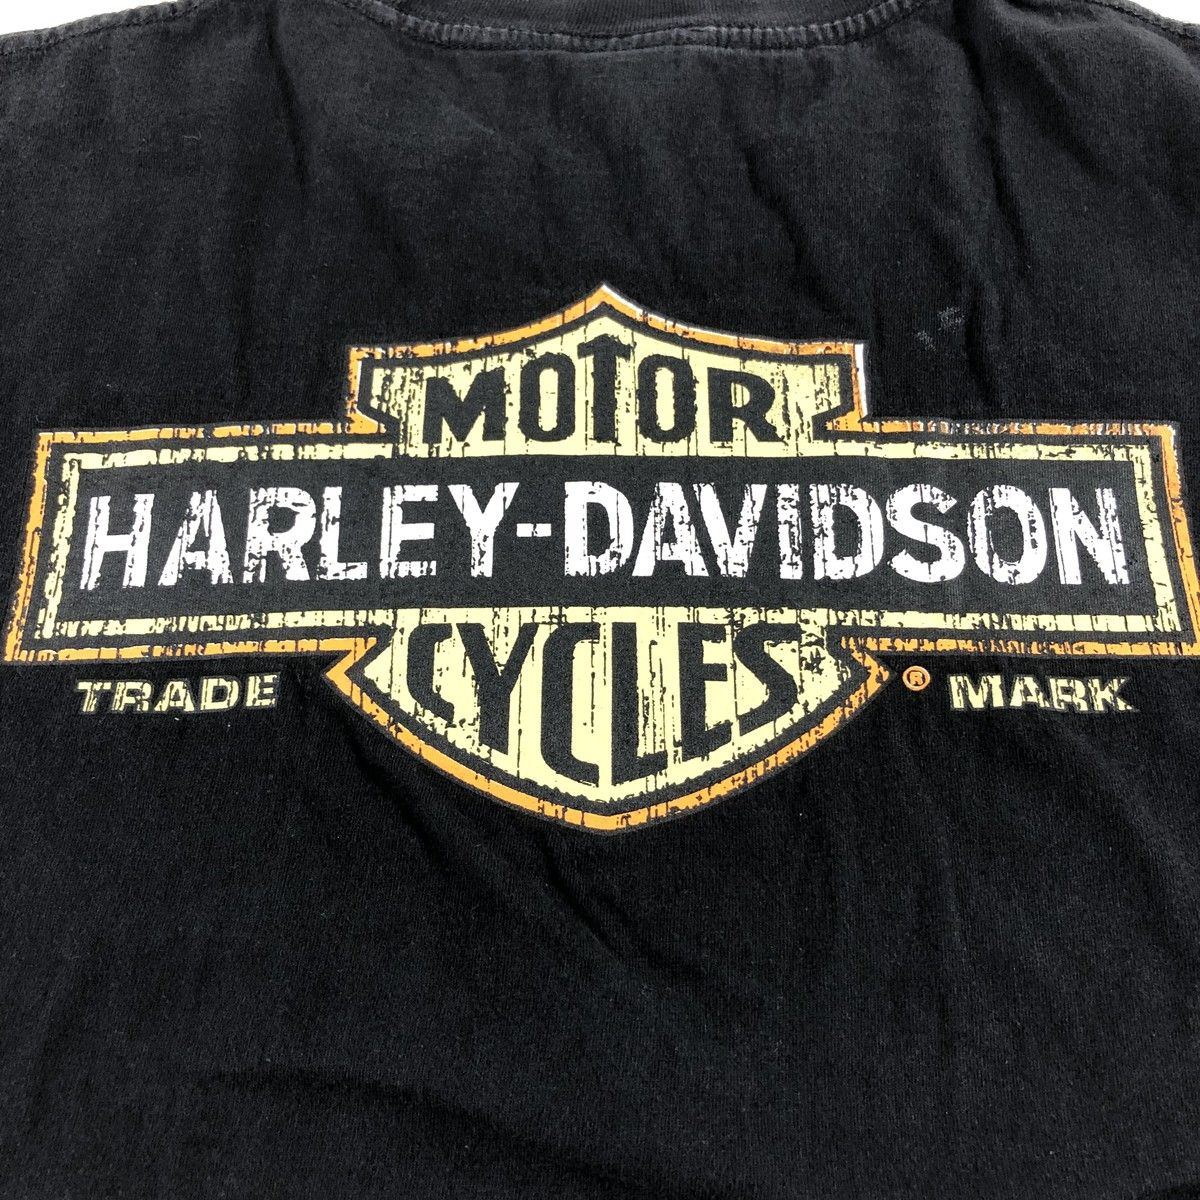 MOTOR
HARLEY-DAVIDSON
CYCLES
TRADE ® MARK